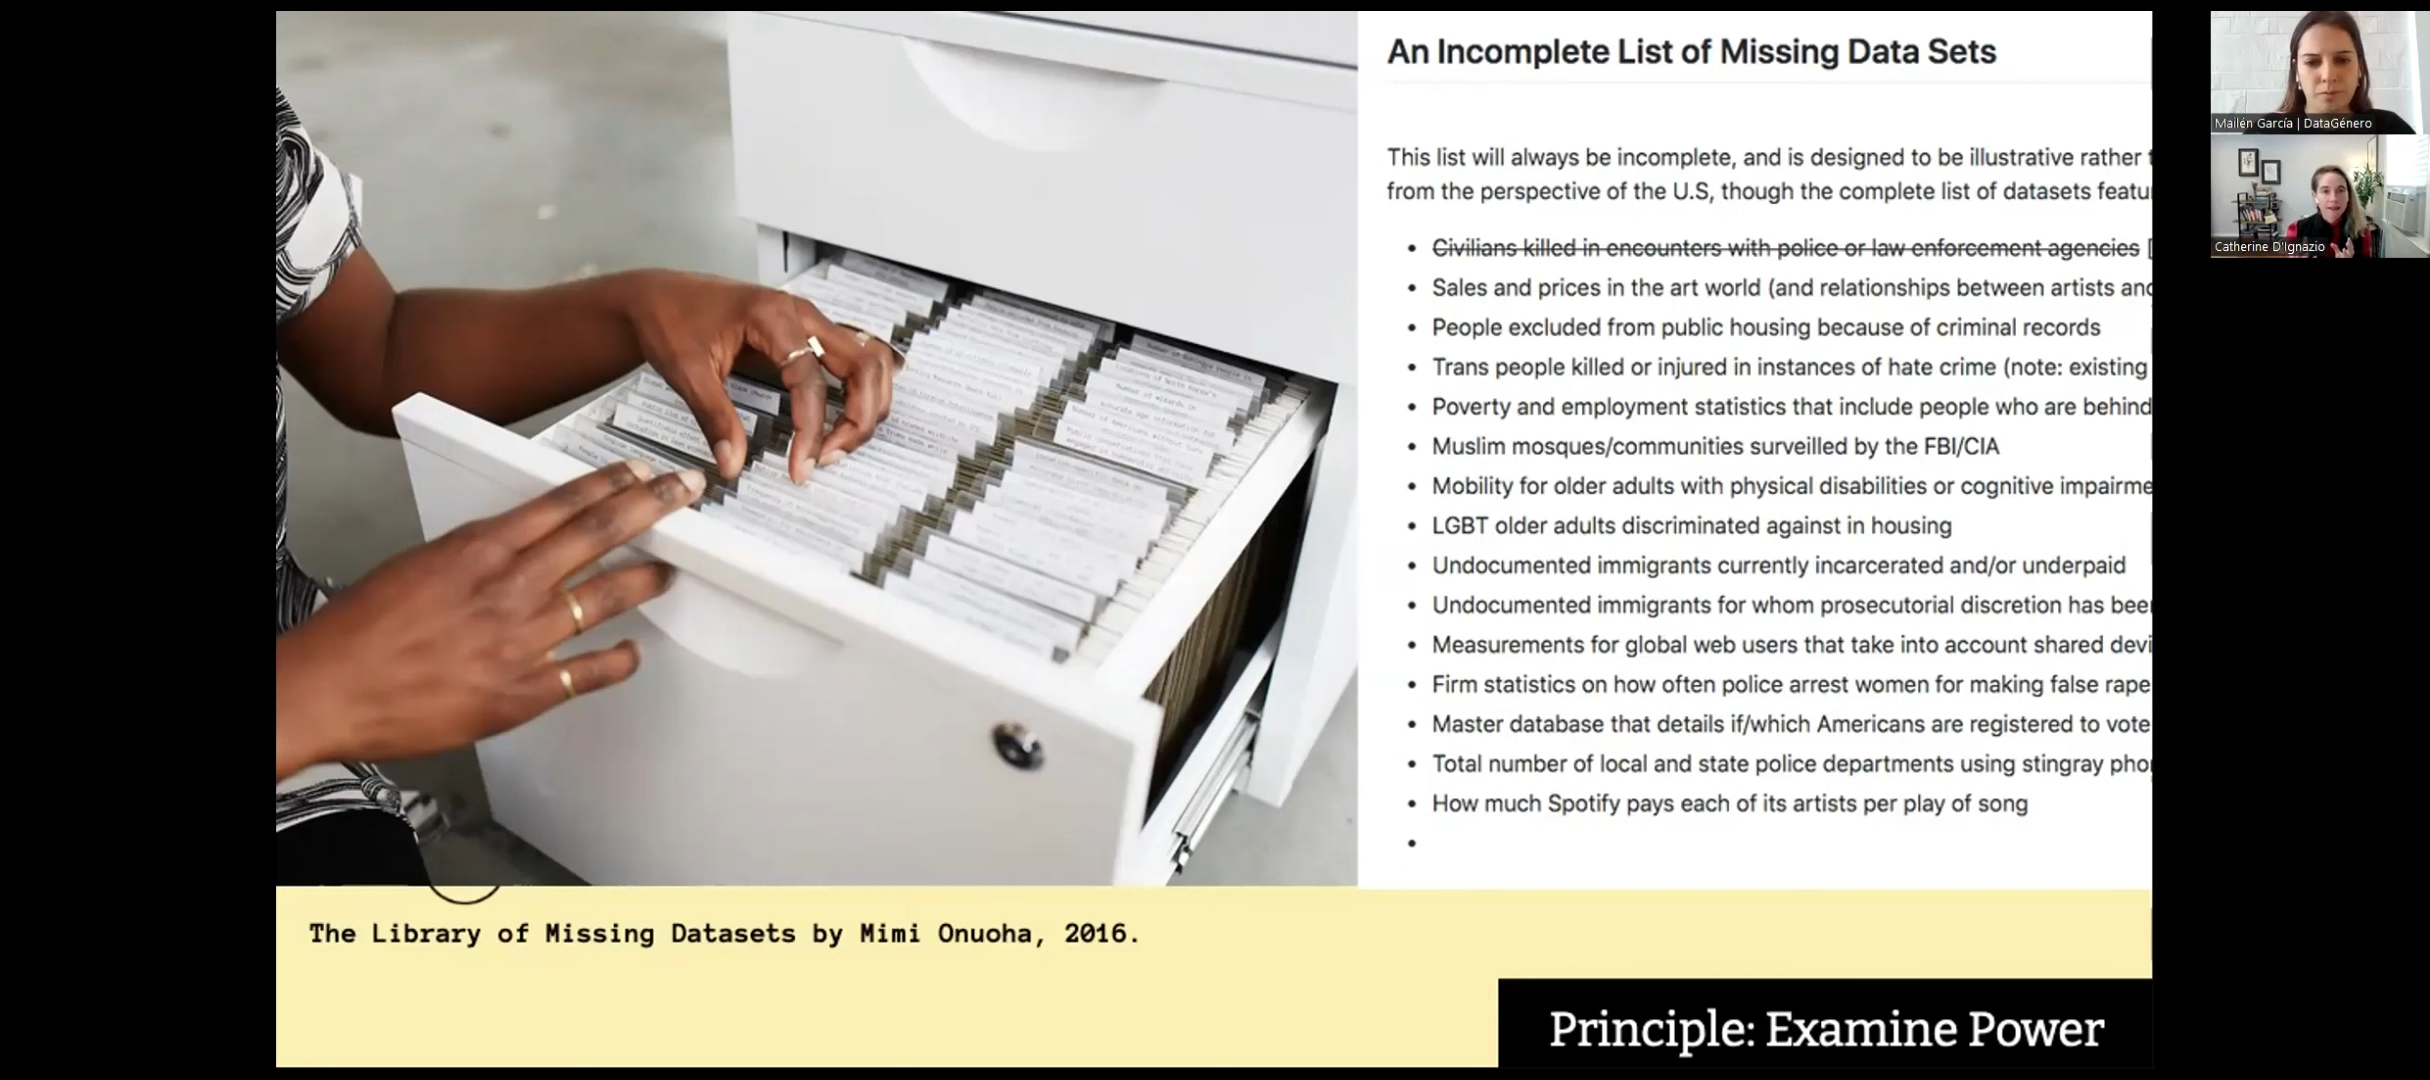 An Incomplete List of Missing Data Sets
This list will always be incomplete, and is designed to be illustrative rather
from the perspective of the U.S, though the complete list of datasets featu
• Civilians killed in encounters with police or law enforcement agencies [
• Sales and prices in the art world (and relationships between artists and
• People excluded from public housing because of criminal records
• Trans people killed or injured in instances of hate crime (note: existing
• Poverty and employment statistics that include people who are behind
• Muslim mosques/communities surveilled by the FBI/CIA
• Mobility for older adults with physical disabilities or cognitive impairme
• LGBT older adults discriminated against in housing
• Undocumented immigrants currently incarcerated and/or underpaid
• Undocumented immigrants for whom prosecutorial discretion has bee
• Measurements for global web users that take into account shared devi
• Firm statistics on how often police arrest women for making false rape
• Master database that details if/which Americans are registered to vote
• Total number of local and state police departments using stingray pho
• How much Spotify pays each of its artists per play of song
•
The Library of Missing Datasets by Mimi Onuoha, 2016.
Principle: Examine Power
Mailén García | DataGénero
Catherine D'Ignazio